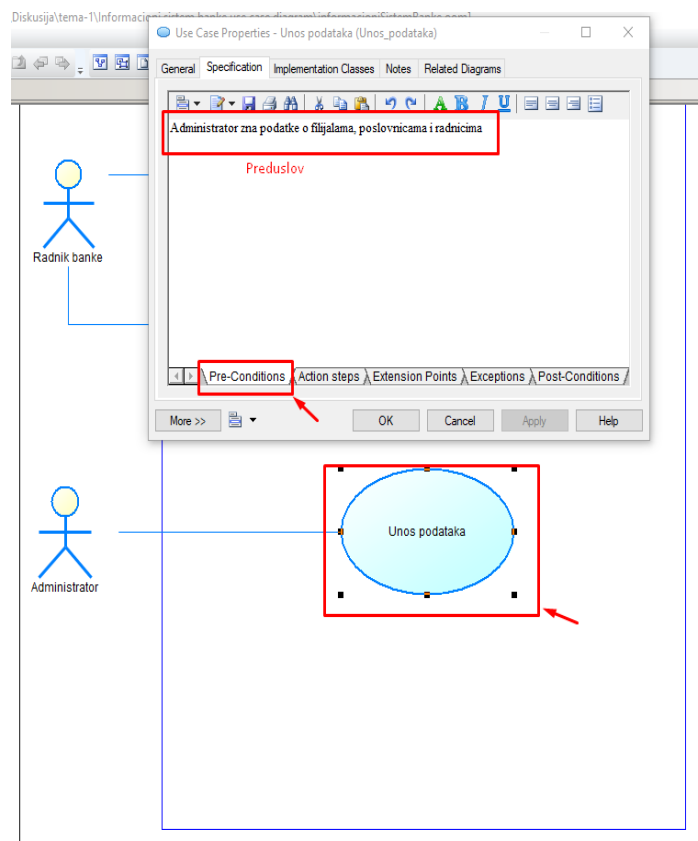 Diskusija\tema-1\Informacioni sistem banke use case diagram\informacioniSistemBanke.oom]
Use Case Properties - Unos podataka (Unos_podataka)
General Specification Implementation Classes Notes Related Diagrams
A B I U
Administrator zna podatke o filijalama, poslovnicama i radnicima
Preduslov
Radnik banke
Pre-Conditions Action steps Extension Points Exceptions Post-Conditions
More >> OK Cancel Apply Help
Unos podataka
Administrator